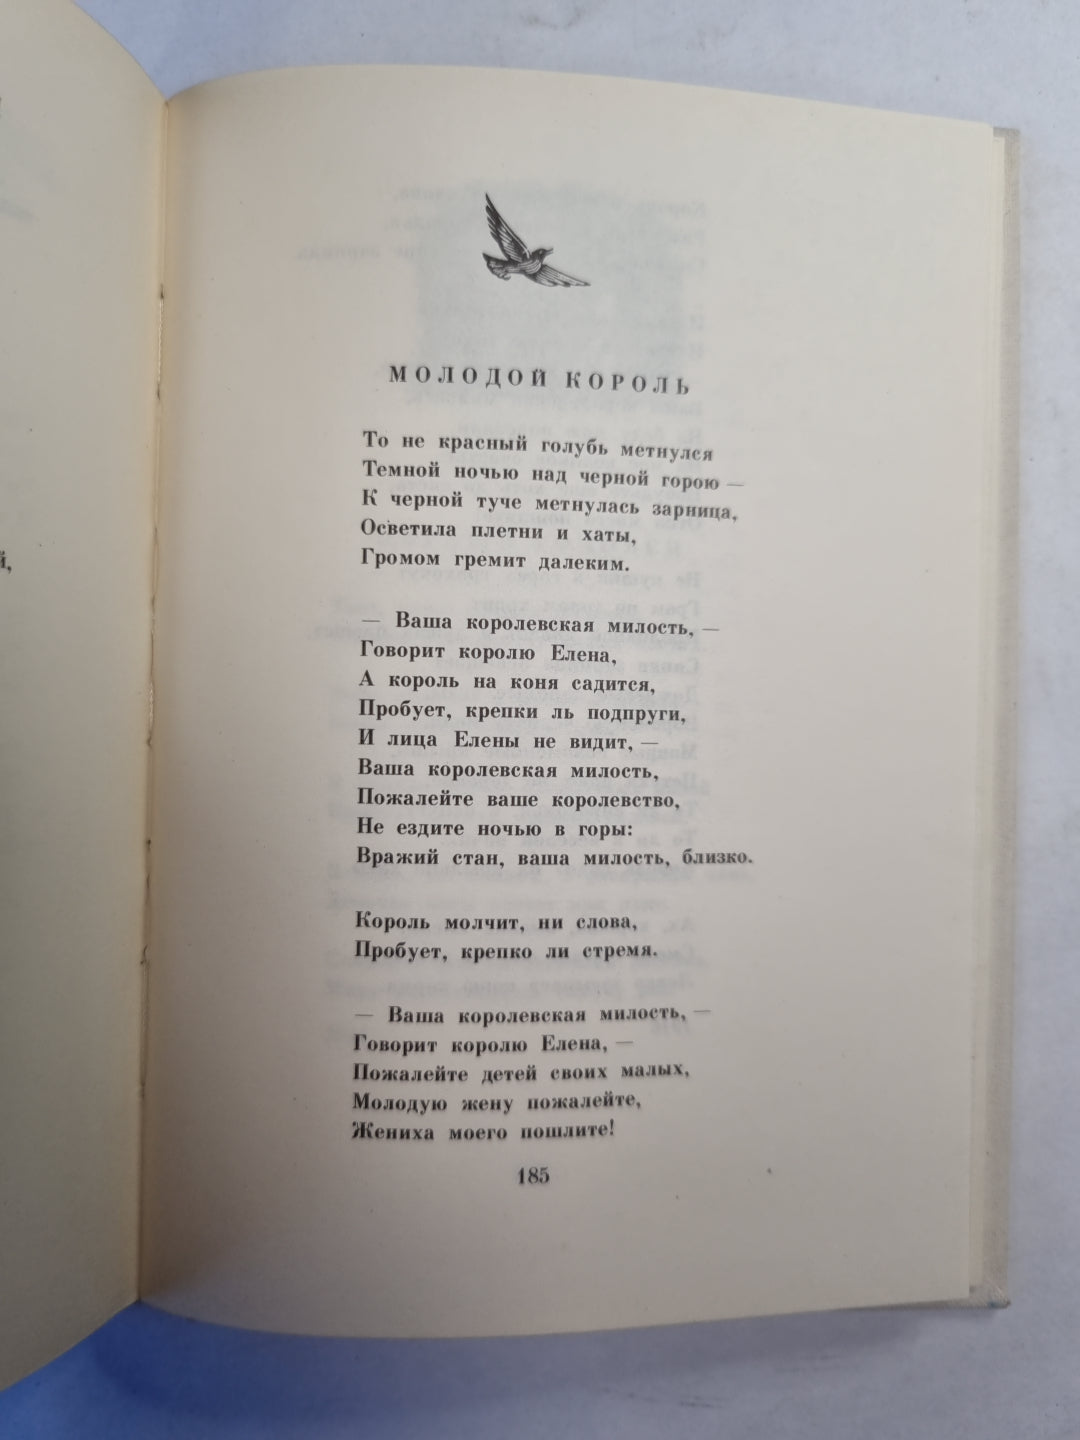 й,
МОЛОДОЙ КОРОЛЬ
То не красный голубь метнулся
Темной ночью над черной горою —
К черной туче метнулась зарница,
Осветила плетни и хаты,
Громом гремит далеким.
— Ваша королевская милость, —
Говорит королю Елена,
А король на коня садится,
Пробует, крепки ль подпруги,
И лица Елены не видит, —
Ваша королевская милость,
Пожалейте ваше королевство,
Не ездите ночью в горы:
Вражий стан, ваша милость, близко.
Король молчит, ни слова,
Пробует, крепко ли стремя.
— Ваша королевская милость, —
Говорит королю Елена, —
Пожалейте детей своих малых,
Молодую жену пожалейте,
Жениха моего пошлите!
185